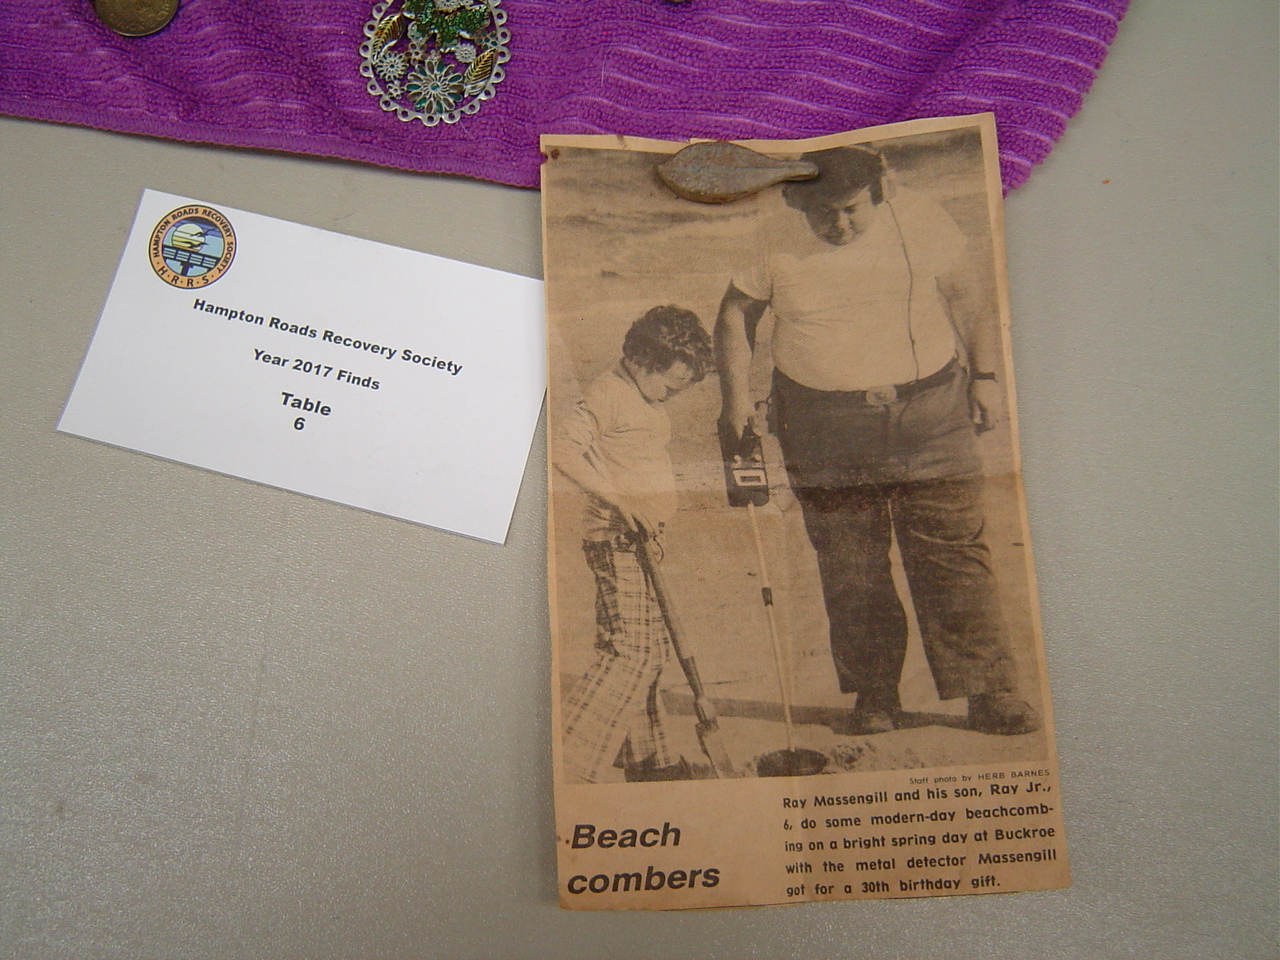 HAMPTON ROADS RECOVERY SOCIETY
H·R·R·S·
Hampton Roads Recovery Society
Year 2017 Finds
Table
6
Staff photo by HERB BARNES
Beach
combers
Ray Massengill and his son, Ray Jr.,
6, do some modern-day beachcomb-
ing on a bright spring day at Buckroe
with the metal detector Massengill
got for a 30th birthday gift.